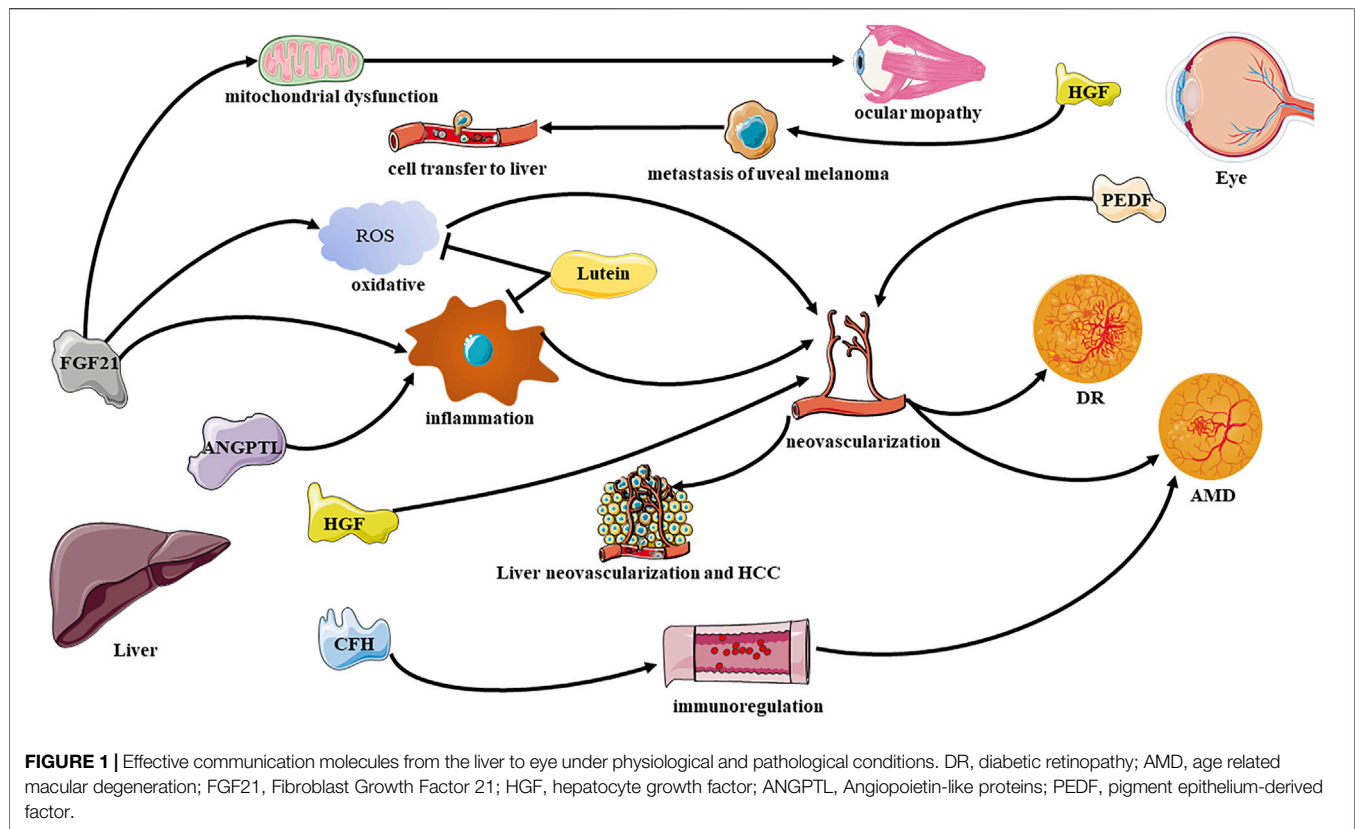 mitochondrial dysfunction
ocular mopathy
HGF
Eye
cell transfer to liver
metastasis of uveal melanoma
PEDF
ROS
oxidative
Lutein
FGF21
inflammation
neovascularization
DR
AMD
ANGPTL
HGF
Liver neovascularization and HCC
Liver
CFH
immunoregulation
FIGURE 1 | Effective communication molecules from the liver to eye under physiological and pathological conditions. DR, diabetic retinopathy; AMD, age related
macular degeneration; FGF21, Fibroblast Growth Factor 21; HGF, hepatocyte growth factor; ANGPTL, Angiopoietin-like proteins; PEDF, pigment epithelium-derived
factor.